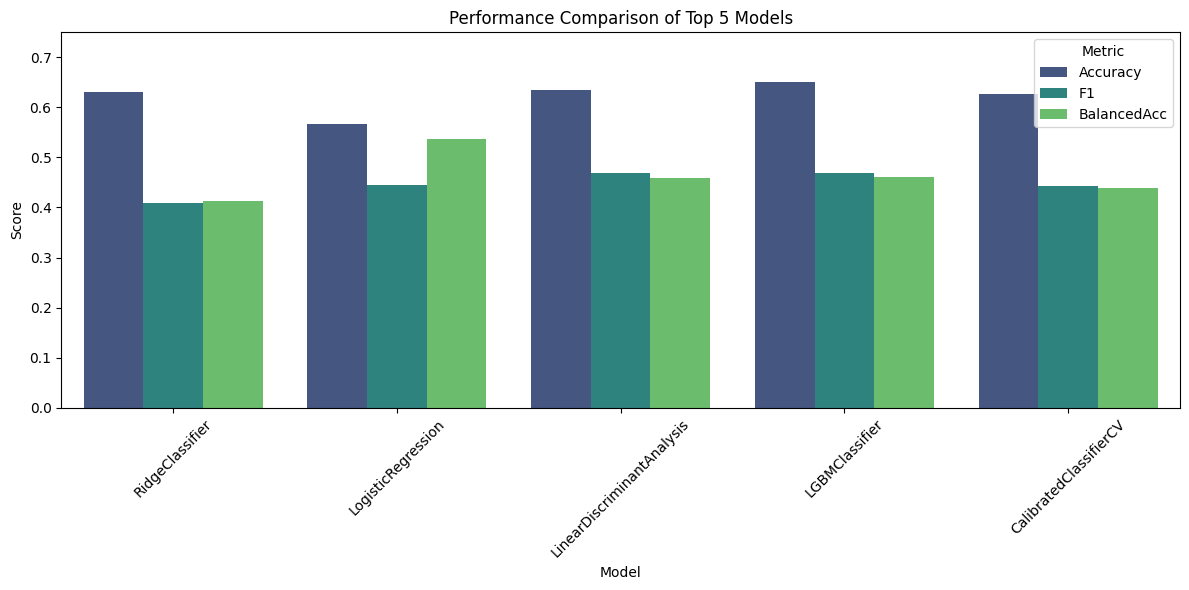 Performance Comparison of Top 5 Models
Metric
Accuracy
F1
BalancedAcc
Score
0.7
0.6
0.5
0.4
0.3
0.2
0.1
0.0
RidgeClassifier
LogisticRegression
LinearDiscriminantAnalysis
LGBMClassifier
CalibratedClassifierCV
Model